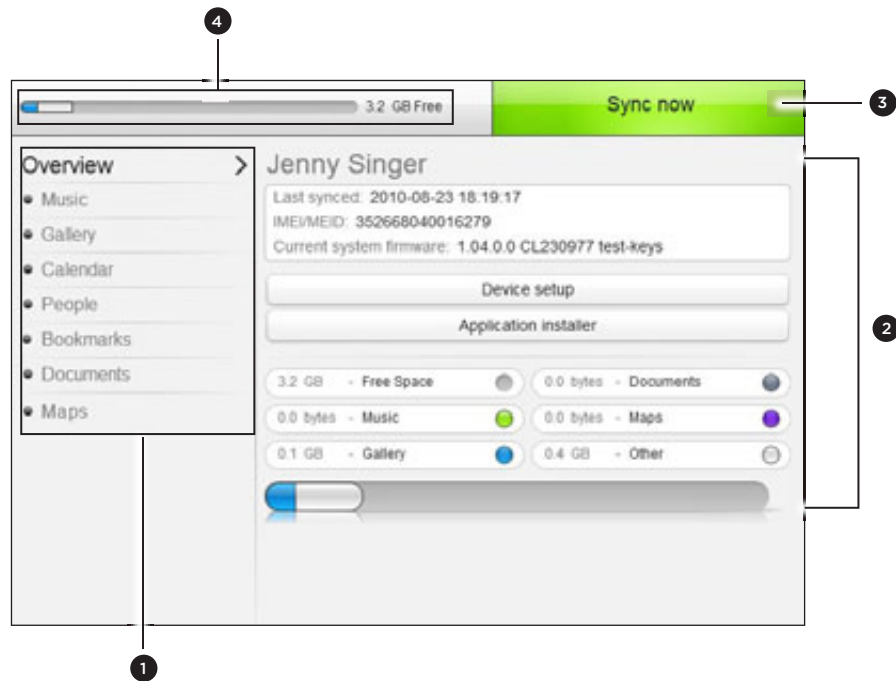 4
3.2 GB Free
Sync now
3
Overview
Music
Gallery
Calendar
People
Bookmarks
Documents
Maps
Jenny Singer
Last synced: 2010-08-23 18:19:17
IMEI/MEID: 352668040016279
Current system firmware: 1.04.0.0 CL230977 test-keys
Device setup
Application installer
2
3.2 GB - Free Space
0.0 bytes - Documents
0.0 bytes - Music
0.0 bytes - Maps
0.1 GB - Gallery
0.4 GB - Other
1